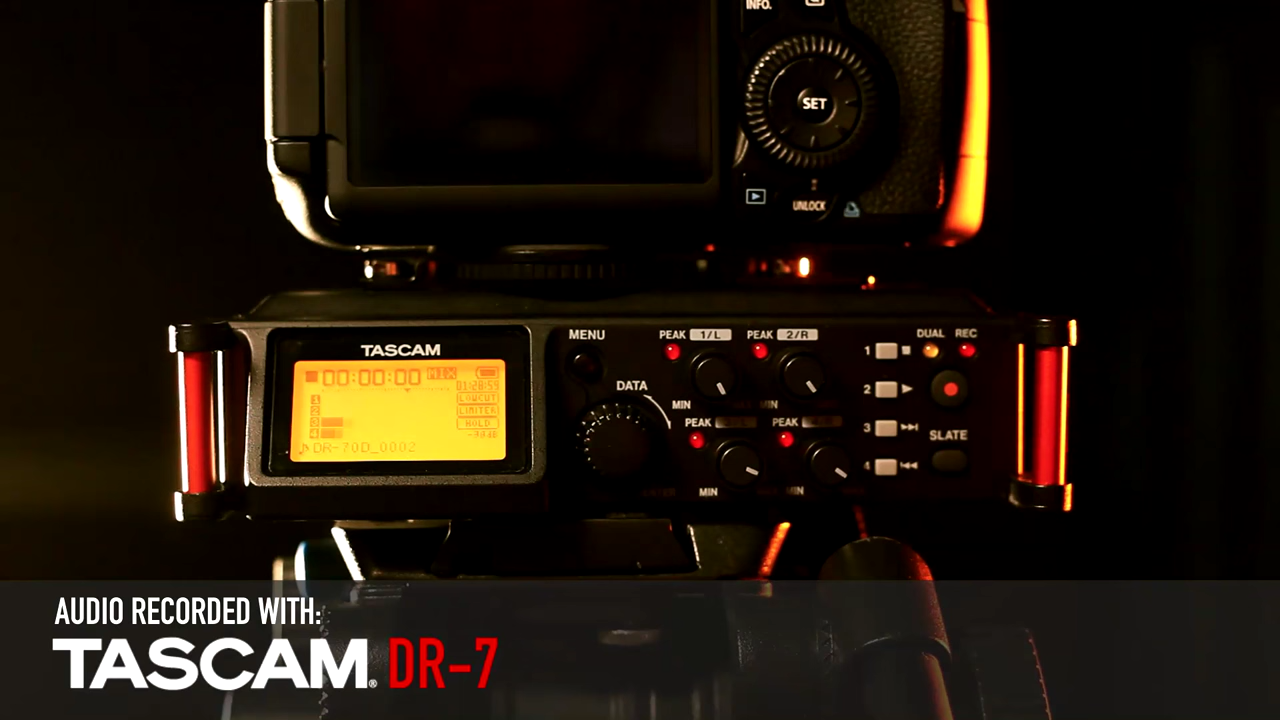 INFO.
SET
UNLOCK
TASCAM
00:00:00 MIX
01:28:59
1
LOWCUT
2
LIMITER
3
HOLD
4
DR-70D_0002
MENU
DATA
PEAK 1/L
PEAK 2/R
MIN
MIN
PEAK
PEAK
MIN
MIN
DUAL REC
1
2
3
4
SLATE
AUDIO RECORDED WITH:
TASCAM® DR-7